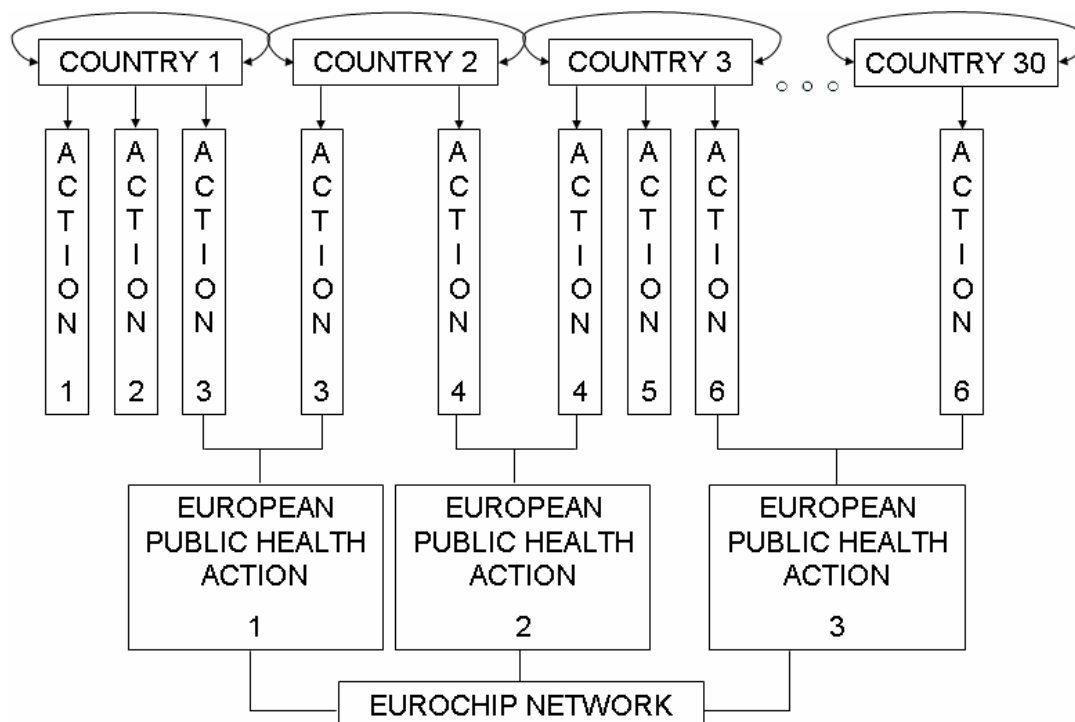 COUNTRY 1
COUNTRY 2
COUNTRY 3
COUNTRY 30
ACTION 1
ACTION 2
ACTION 3
ACTION 3
ACTION 4
ACTION 4
ACTION 5
ACTION 6
ACTION 6
EUROPEAN
PUBLIC HEALTH
ACTION
1
EUROPEAN
PUBLIC HEALTH
ACTION
2
EUROPEAN
PUBLIC HEALTH
ACTION
3
EUROCHIP NETWORK